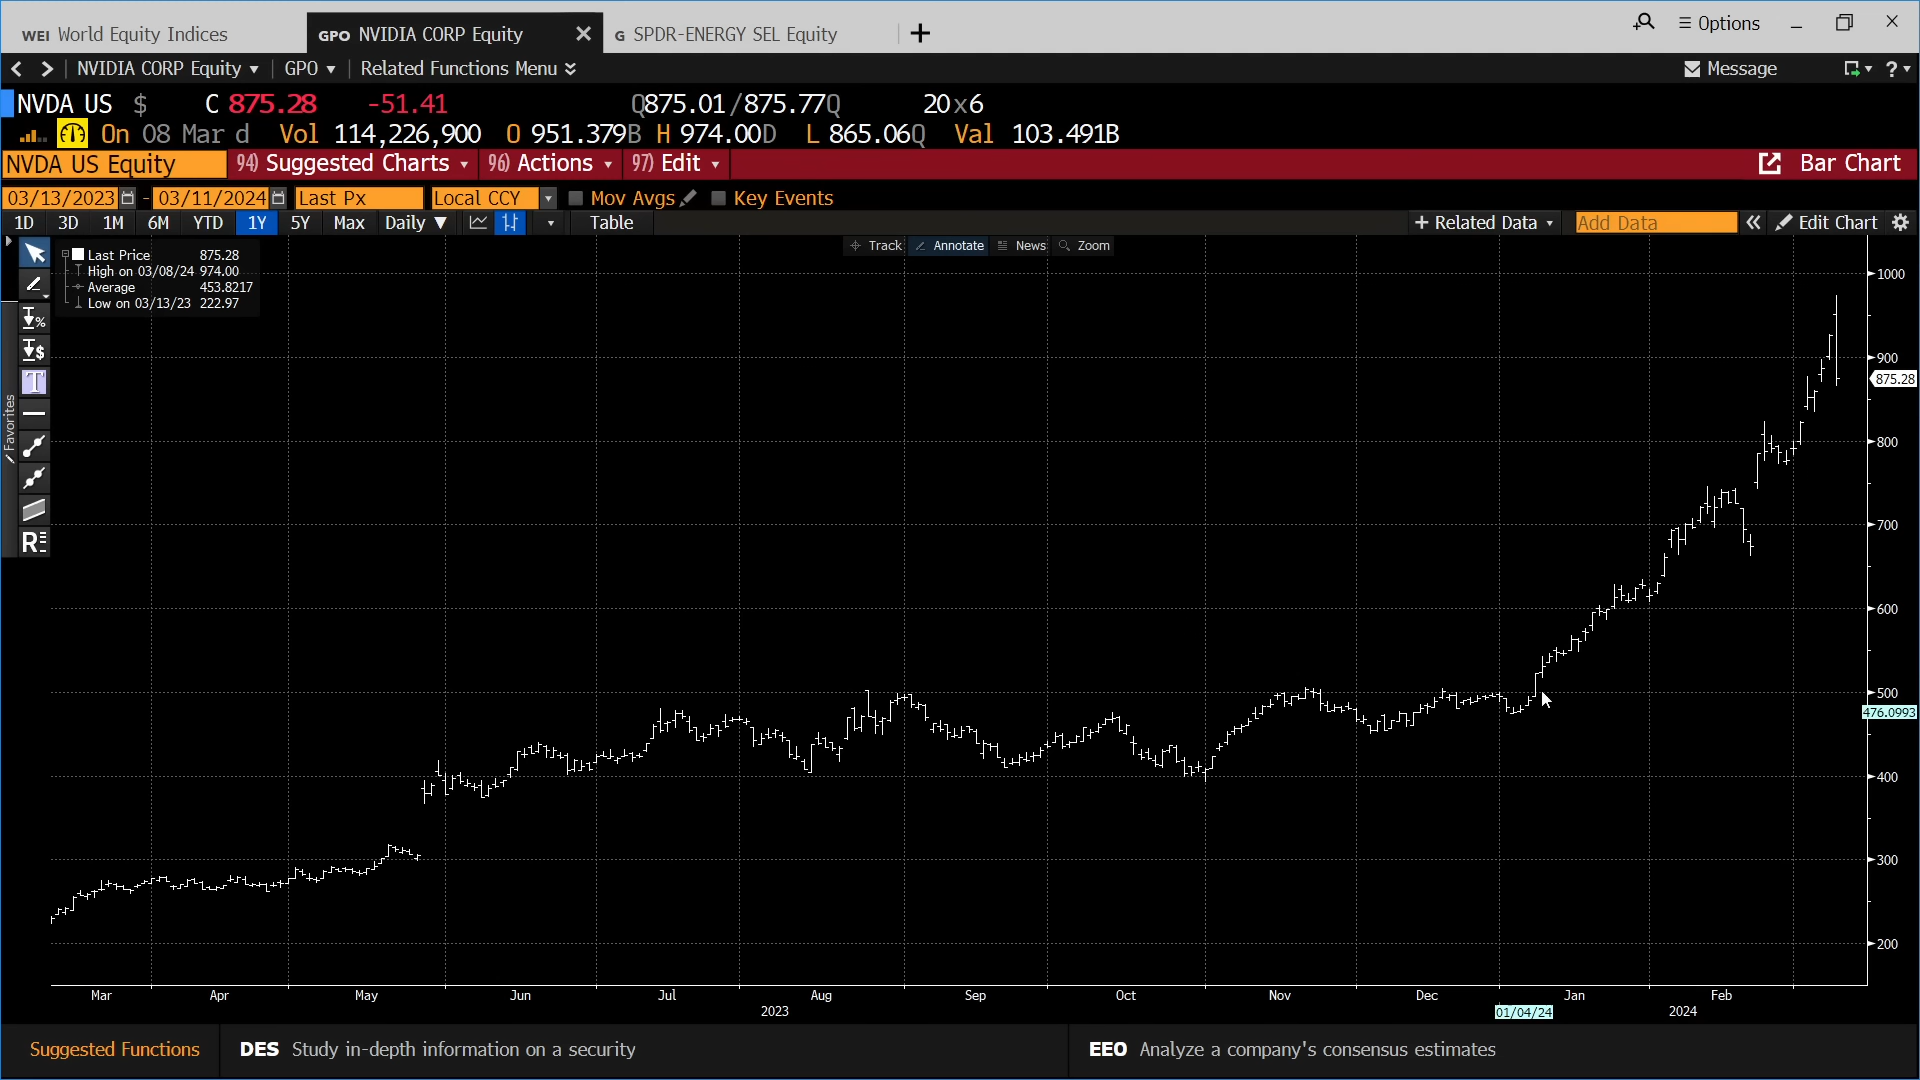 WEI World Equity Indices
GPO NVIDIA CORP Equity
G SPDR-ENERGY SEL Equity
Options
NVIDIA CORP Equity
GPO
Related Functions Menu
Message
?
NVDA US $ C 875.28 -51.41 Q875.01/875.77Q 20x6
On 08 Mar d Vol 114,226,900 O 951.379B H 974.00D L 865.06Q Val 103.491B
NVDA US Equity
94) Suggested Charts
96) Actions
97) Edit
Bar Chart
03/13/2023 - 03/11/2024 Last Px Local CCY Mov Avgs Key Events
1D 3D 1M 6M YTD 1Y 5Y Max Daily Table
+ Related Data
Add Data
« Edit Chart
Track Annotate News Zoom
Last Price 875.28
High on 03/08/24 974.00
Average 453.8217
Low on 03/13/23 222.97
%
$
T
R
Favorites
1000
900
875.28
800
700
600
500
476.0993
400
300
200
Mar Apr May Jun Jul Aug Sep Oct Nov Dec Jan Feb
2023 01/04/24 2024
Suggested Functions
DES Study in-depth information on a security
EEO Analyze a company's consensus estimates